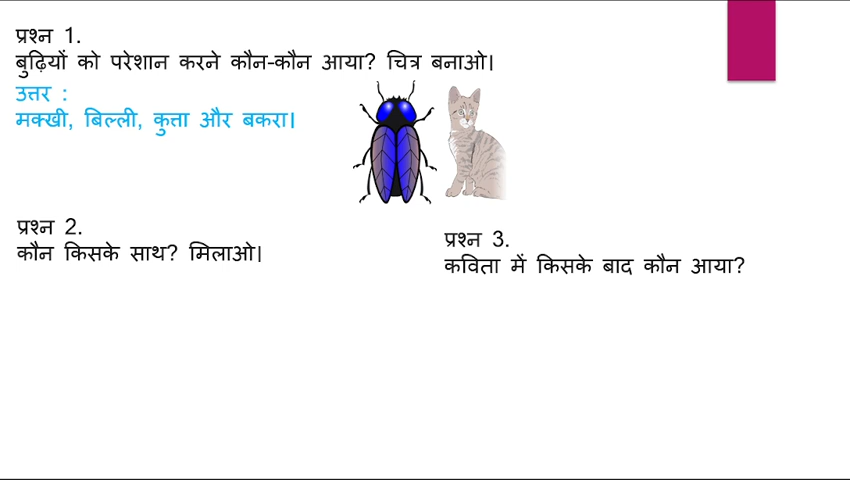 प्रश्न 1.
बुढ़ियों को परेशान करने कौन-कौन आया? चित्र बनाओ।
उत्तर :
मक्खी, बिल्ली, कुत्ता और बकरा।
प्रश्न 2.
कौन किसके साथ? मिलाओ।
प्रश्न 3.
कविता में किसके बाद कौन आया?